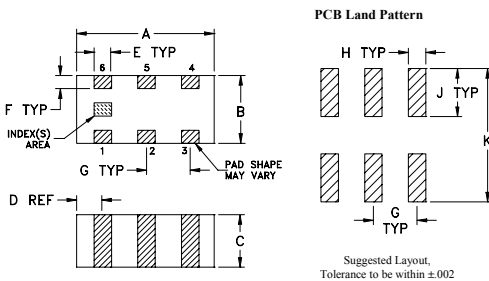 PCB Land Pattern
A
E TYP
6 5 4
F TYP
B
INDEX(S)
AREA
1 2 3
G TYP
PAD SHAPE
MAY VARY
D REF
C
H TYP
J TYP
K
G
TYP
Suggested Layout,
Tolerance to be within ±.002